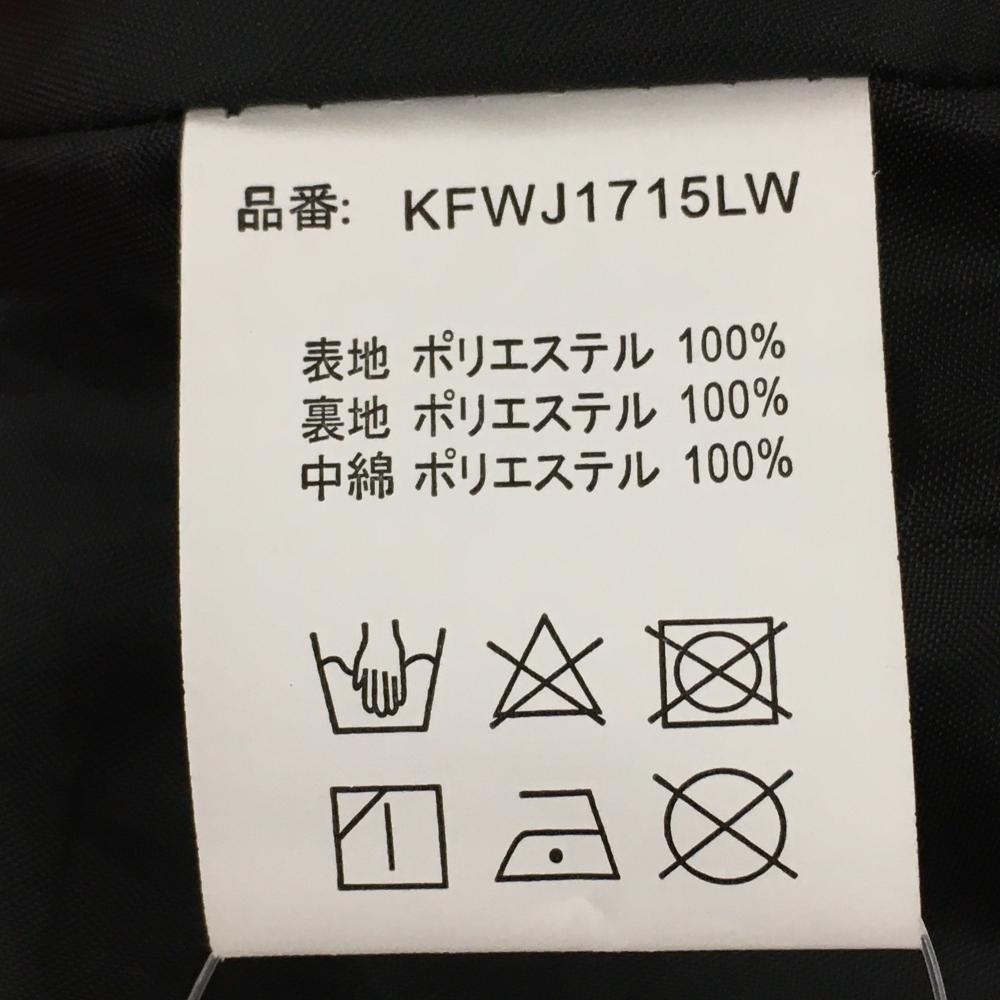 品番: KFWJ1715LW
表地 ポリエステル 100%
裏地 ポリエステル 100%
中綿 ポリエステル 100%